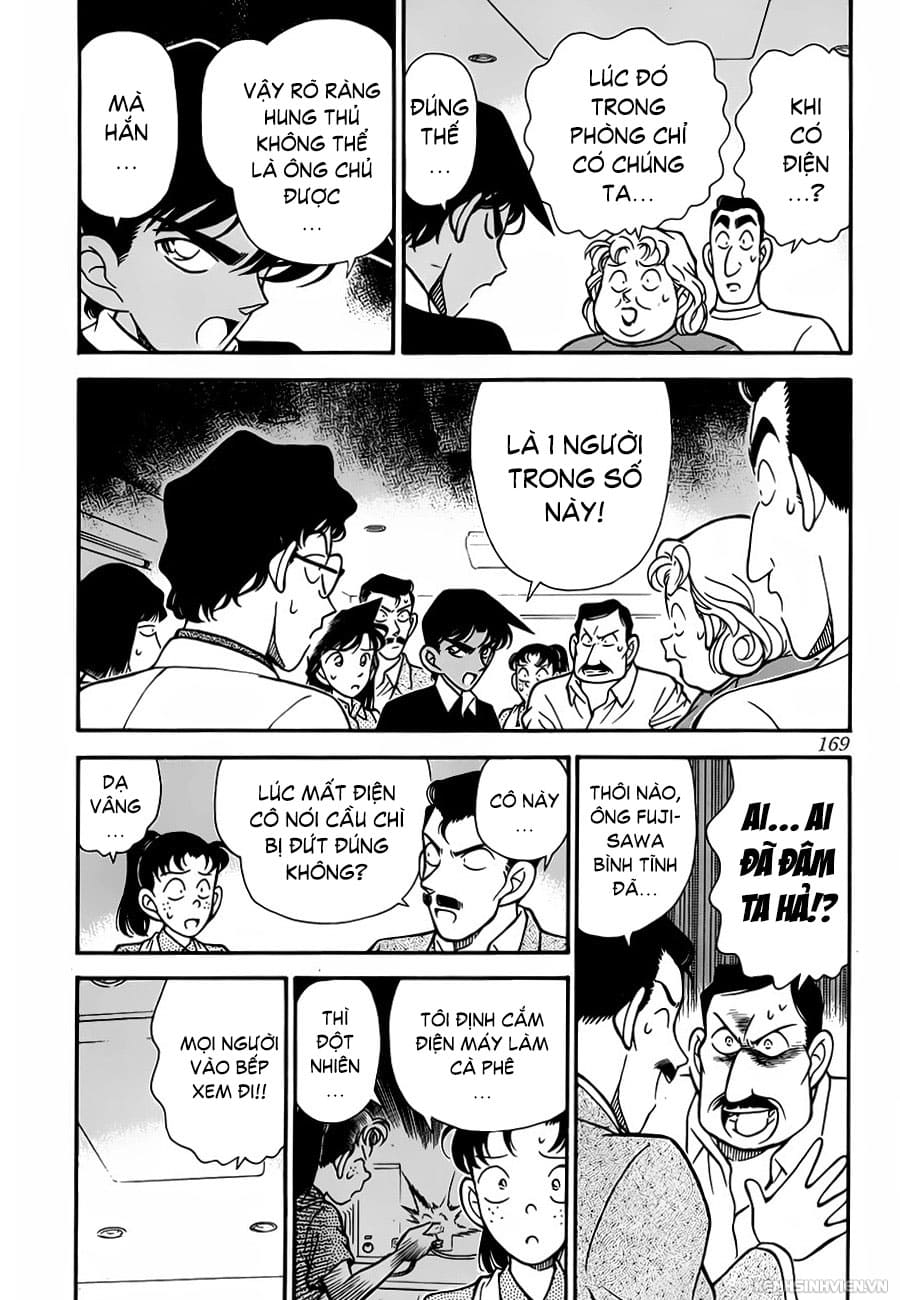 KHI
CÓ
ĐIỆN
...?
LÚC ĐÓ
TRONG
PHÒNG CHỈ
CÓ CHÚNG
TA...
ĐÚNG
THẾ
...
VẬY RÕ RÀNG
HUNG THỦ
KHÔNG THỂ
LÀ ÔNG CHỦ
ĐƯỢC
...
MÀ
HẮN
...
LÀ 1 NGƯỜI
TRONG SỐ
NÀY!
169
AI... AI
ĐÃ ĐÂM
TA HẢ!?
THÔI NÀO,
ÔNG FUJI-
SAWA
BÌNH TĨNH
ĐÃ...
CÔ NÀY
...
LÚC MẤT ĐIỆN
CÔ NÓI CẦU CHÌ
BỊ ĐỨT ĐÚNG
KHÔNG?
DẠ
VÂNG
...
TÔI ĐỊNH CẮM
ĐIỆN MÁY LÀM
CÀ PHÊ
...
THÌ
ĐỘT
NHIÊN
...
MỌI NGƯỜI
VÀO BẾP
XEM ĐI!!
KENHSINHVIEN.VN